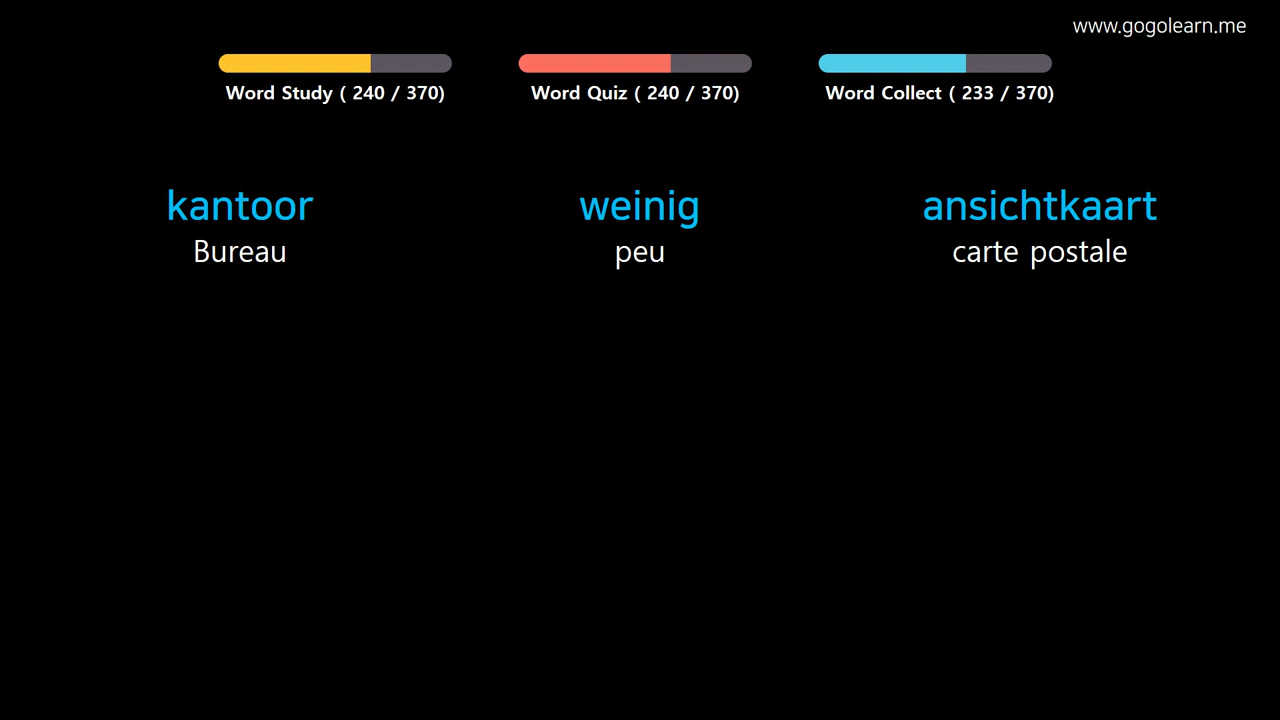 www.gogolearn.me
Word Study ( 240 / 370)
Word Quiz ( 240 / 370)
Word Collect ( 233 / 370)
kantoor
Bureau
weinig
peu
ansichtkaart
carte postale